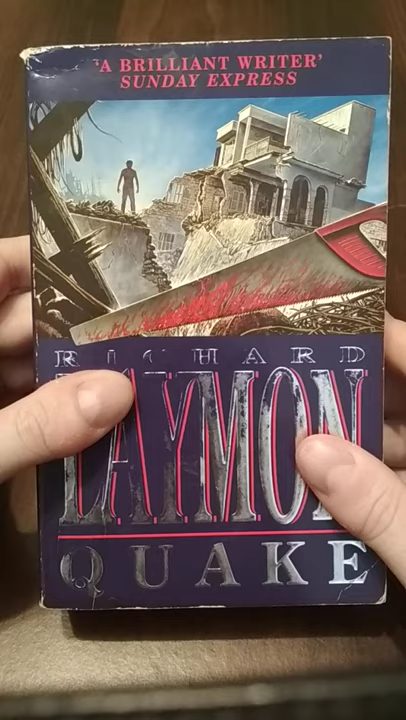 'A BRILLIANT WRITER'
SUNDAY EXPRESS
RICHARD
LAYMON
QUAKE